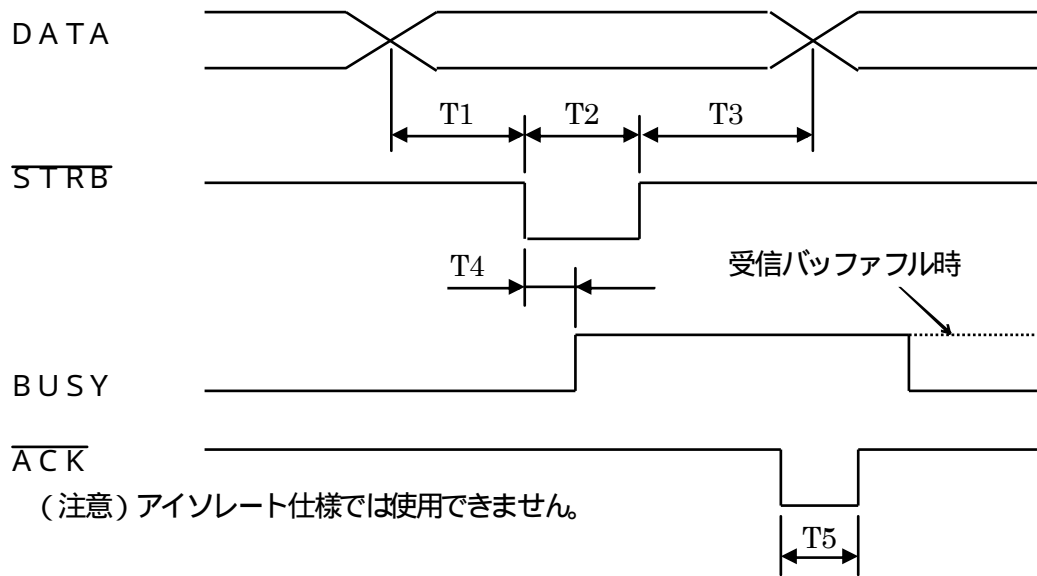 DATA
T1
T2
T3
STRB
T4
受信バッファフル時
BUSY
ACK
(注意)アイソレート仕様では使用できません。
T5